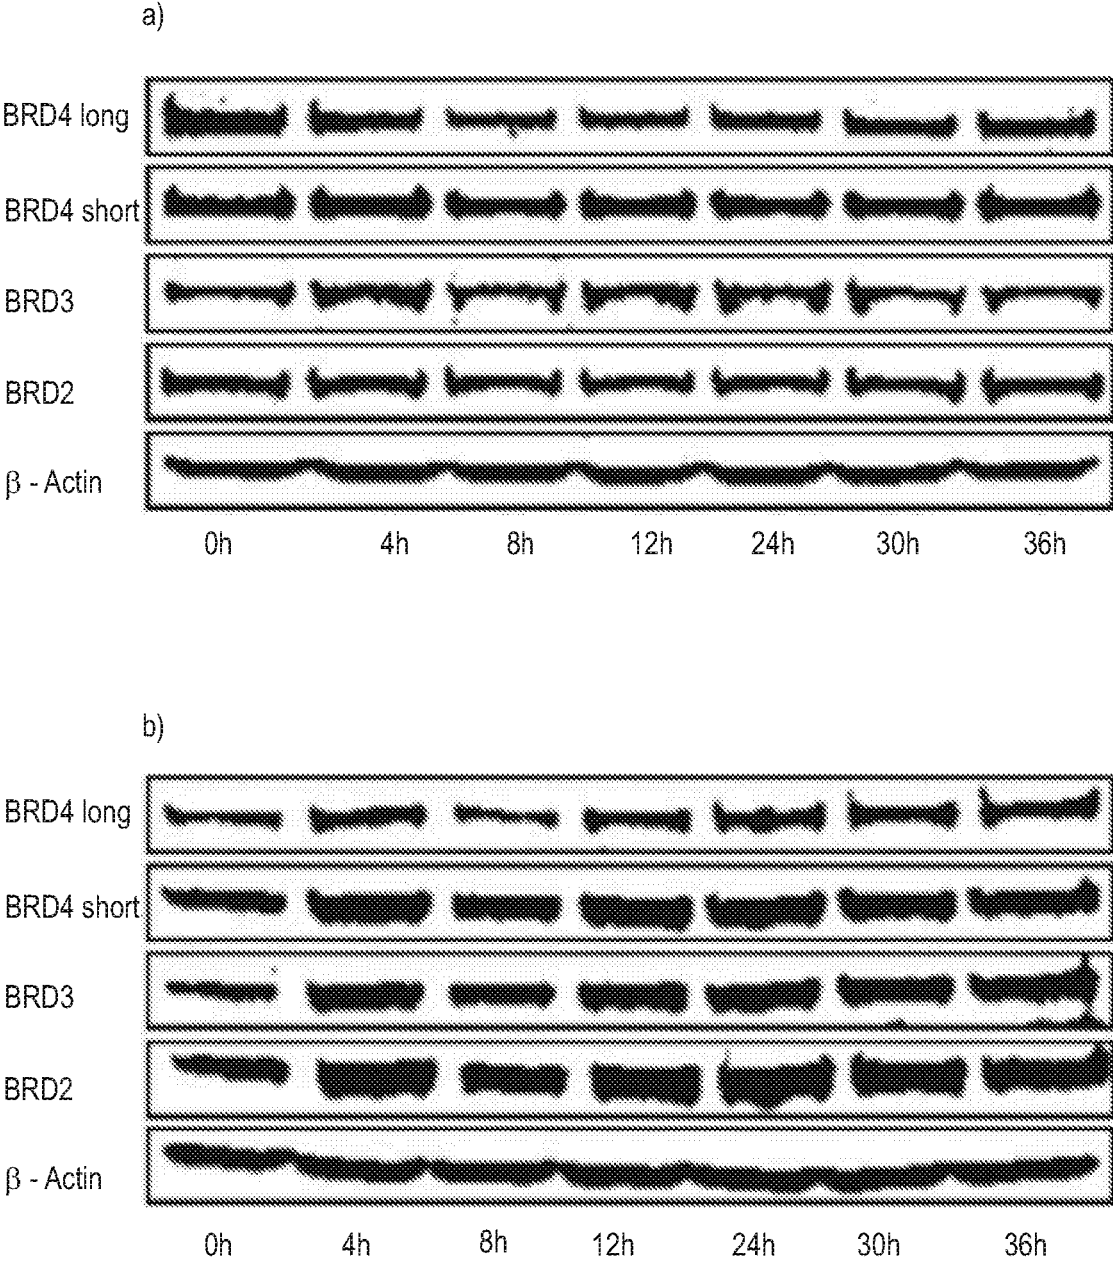 a)
BRD4 long
BRD4 short
BRD3
BRD2
β - Actin
0h 4h 8h 12h 24h 30h 36h
b)
BRD4 long
BRD4 short
BRD3
BRD2
β - Actin
0h 4h 8h 12h 24h 30h 36h